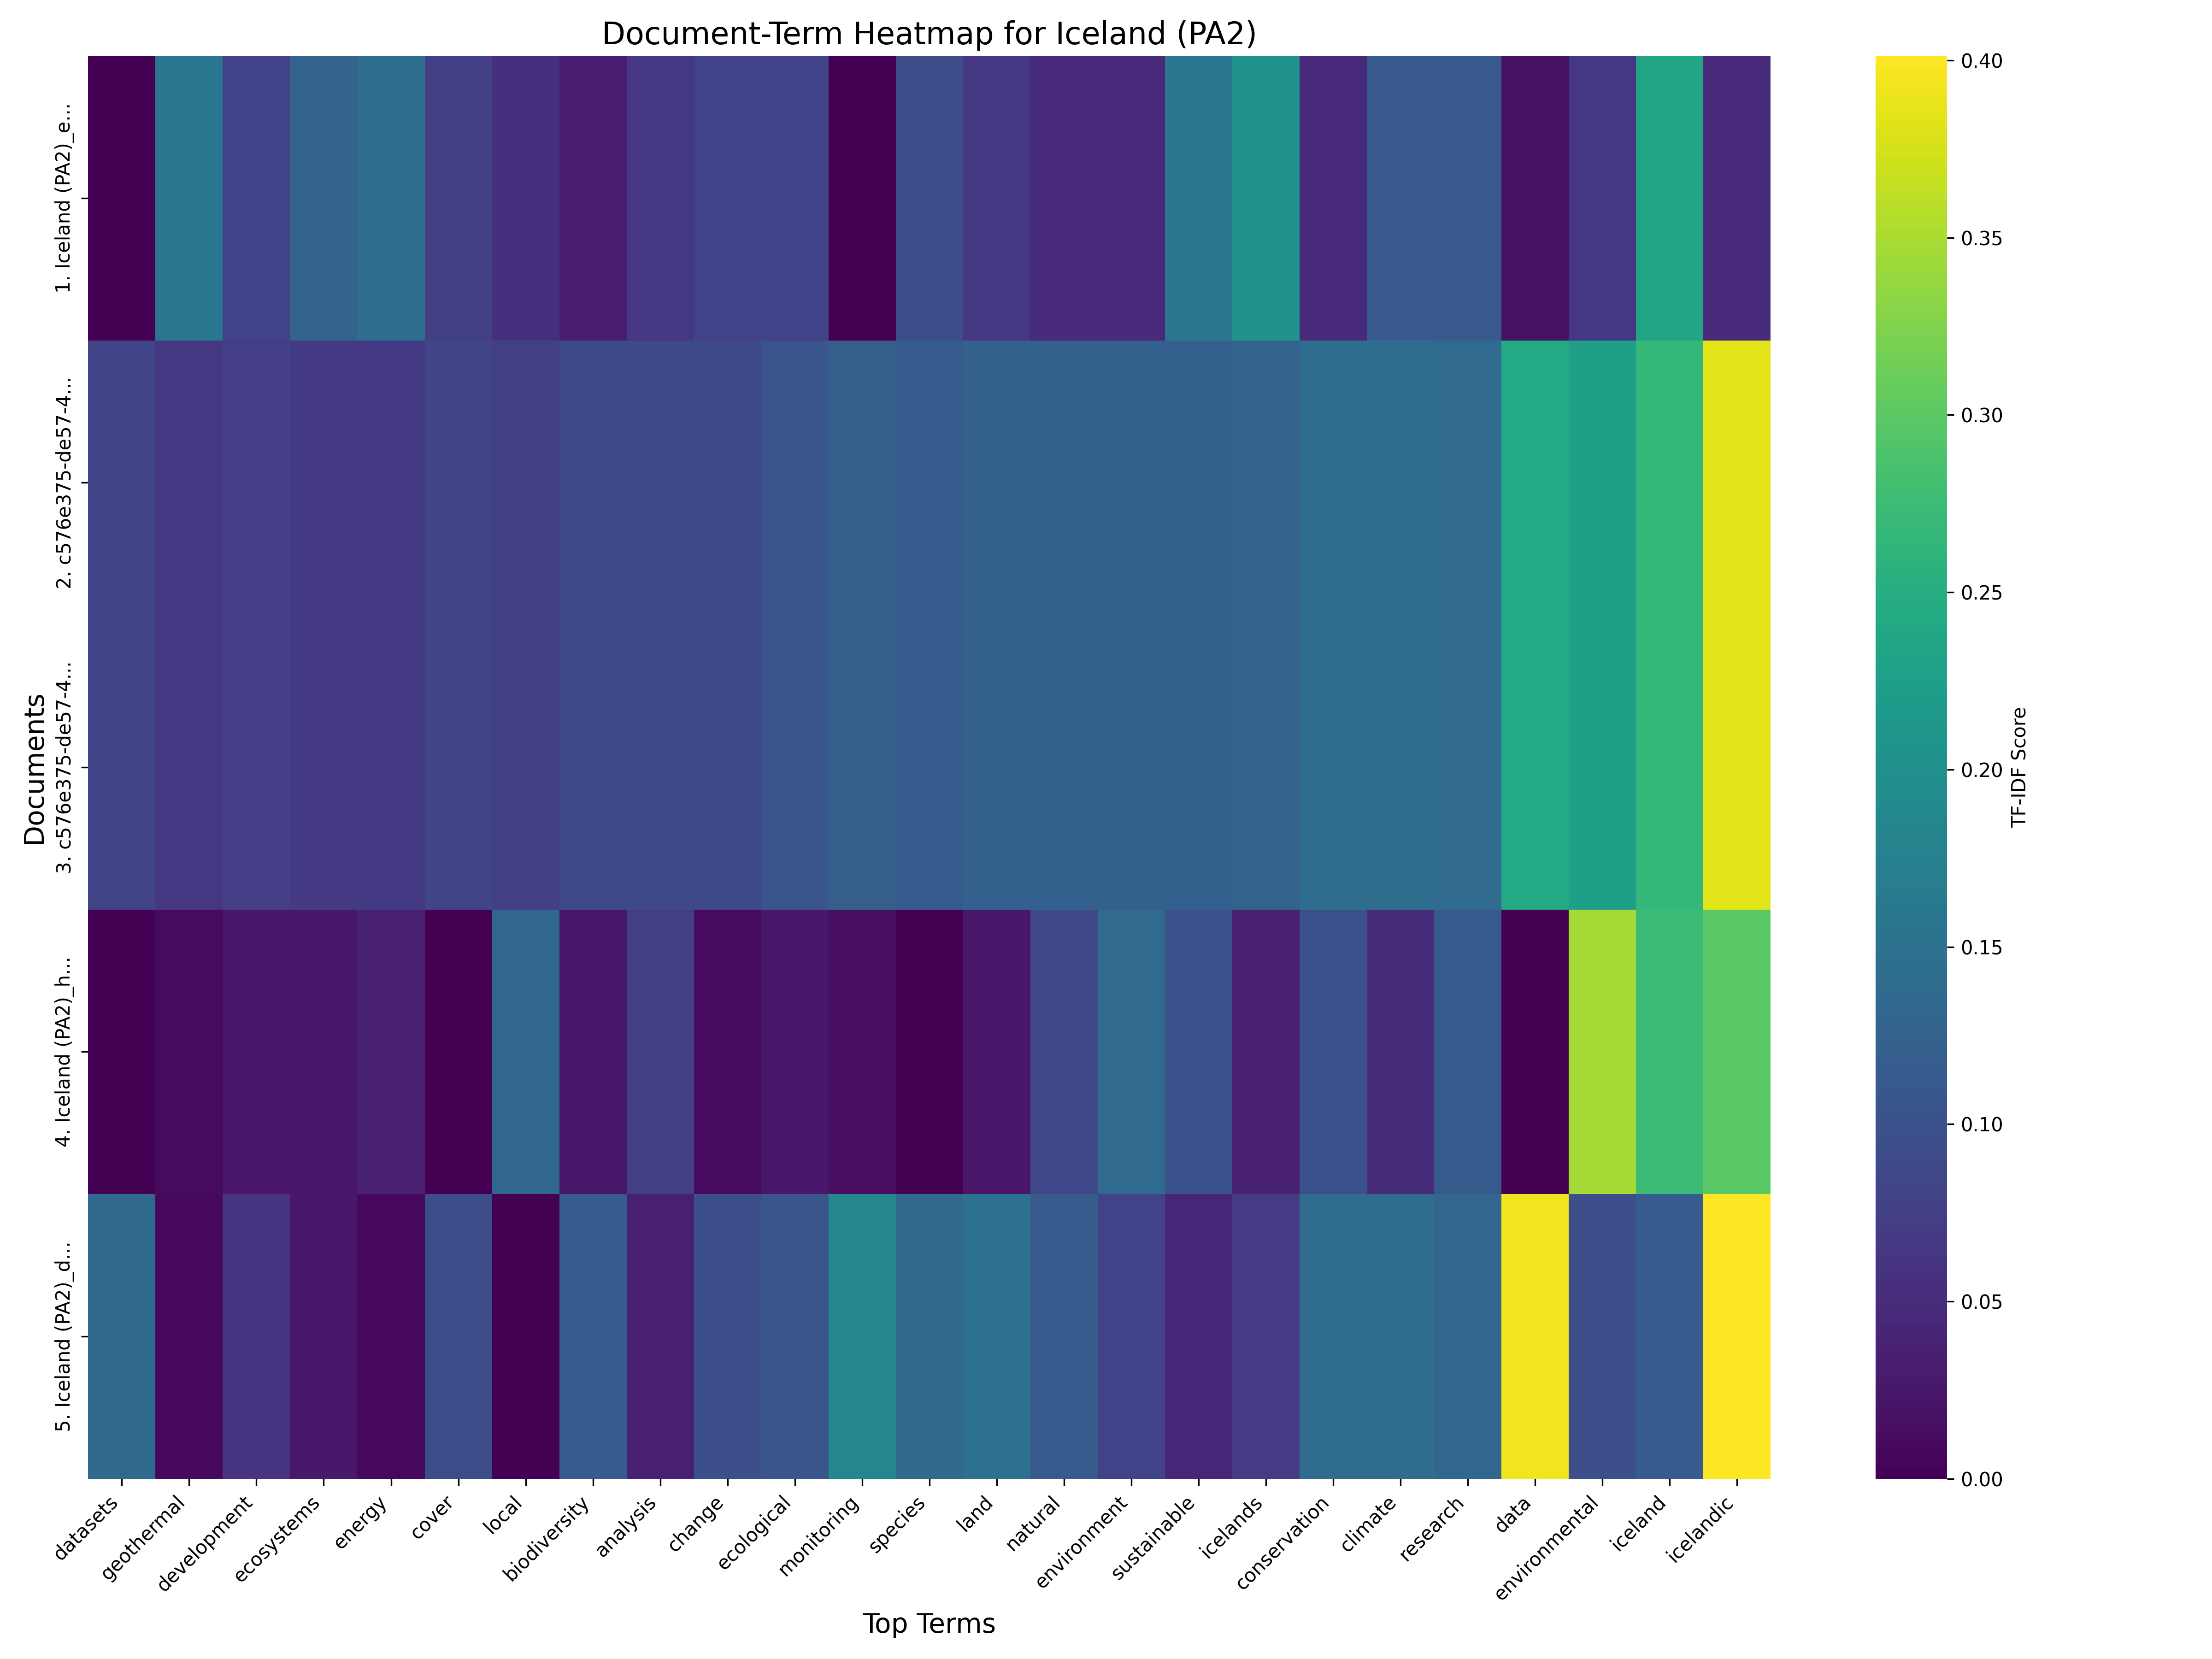 Document-Term Heatmap for Iceland (PA2)
Documents
1. Iceland (PA2)_e...
2. c576e375-de57-4...
3. c576e375-de57-4...
4. Iceland (PA2)_h...
5. Iceland (PA2)_d...
datasets
geothermal
development
ecosystems
energy
cover
local
biodiversity
analysis
change
ecological
monitoring
species
land
natural
environment
sustainable
icelands
conservation
climate
research
data
environmental
iceland
icelandic
Top Terms
0.40
0.35
0.30
0.25
0.20
0.15
0.10
0.05
0.00
TF-IDF Score